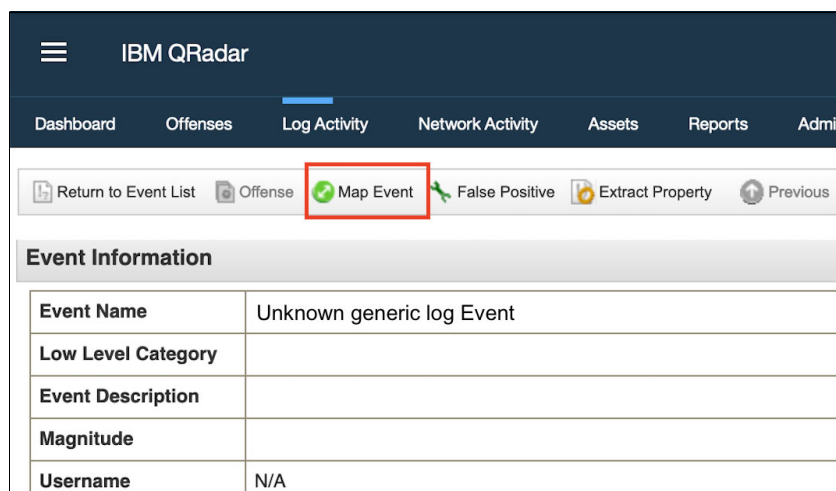 IBM QRadar
Dashboard Offenses Log Activity Network Activity Assets Reports Admi
Return to Event List Offense Map Event False Positive Extract Property Previous
Event Information
Event Name Unknown generic log Event
Low Level Category
Event Description
Magnitude
Username N/A